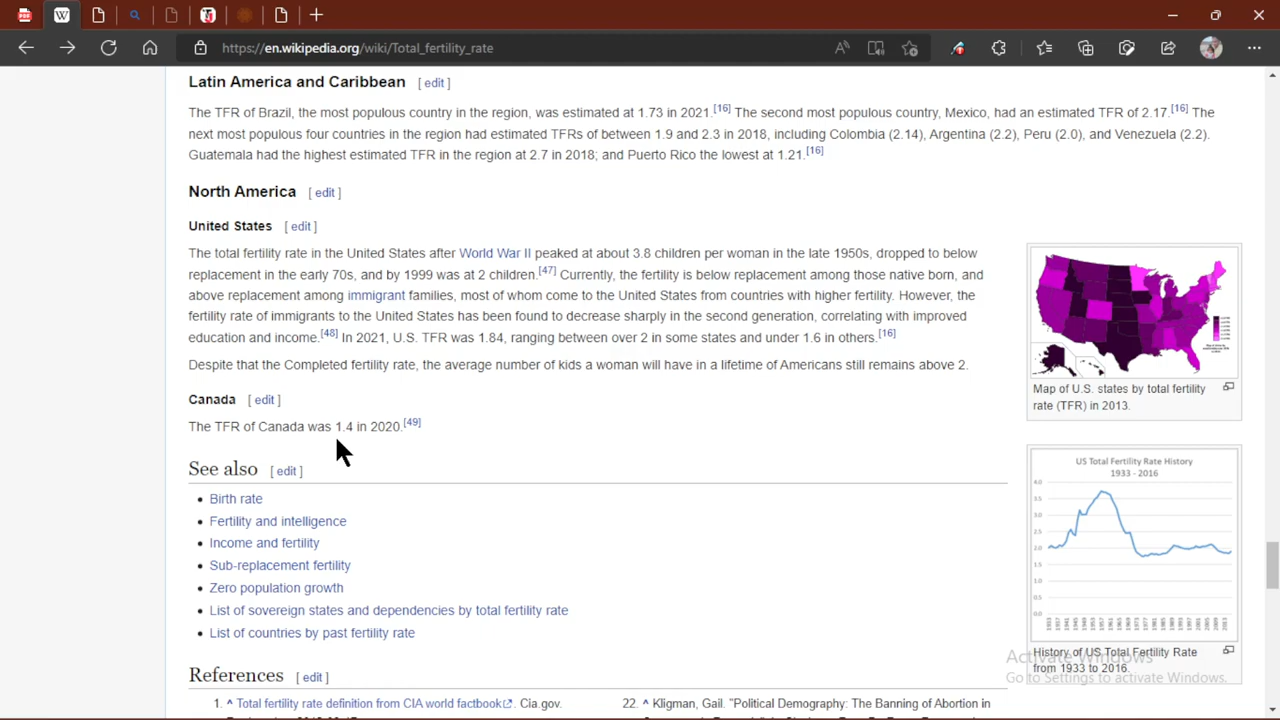 https://en.wikipedia.org/wiki/Total_fertility_rate
Latin America and Caribbean [ edit ]
The TFR of Brazil, the most populous country in the region, was estimated at 1.73 in 2021.[16] The second most populous country, Mexico, had an estimated TFR of 2.17.[16] The
next most populous four countries in the region had estimated TFRs of between 1.9 and 2.3 in 2018, including Colombia (2.14), Argentina (2.2), Peru (2.0), and Venezuela (2.2).
Guatemala had the highest estimated TFR in the region at 2.7 in 2018; and Puerto Rico the lowest at 1.21.[16]
North America [ edit ]
United States [ edit ]
The total fertility rate in the United States after World War II peaked at about 3.8 children per woman in the late 1950s, dropped to below
replacement in the early 70s, and by 1999 was at 2 children.[47] Currently, the fertility is below replacement among those native born, and
above replacement among immigrant families, most of whom come to the United States from countries with higher fertility. However, the
fertility rate of immigrants to the United States has been found to decrease sharply in the second generation, correlating with improved
education and income.[48] In 2021, U.S. TFR was 1.84, ranging between over 2 in some states and under 1.6 in others.[16]
Despite that the Completed fertility rate, the average number of kids a woman will have in a lifetime of Americans still remains above 2.
Map of U.S. states by total fertility
rate (TFR) in 2013.
Canada [ edit ]
The TFR of Canada was 1.4 in 2020.[49]
See also [ edit ]
Birth rate
Fertility and intelligence
Income and fertility
Sub-replacement fertility
Zero population growth
List of sovereign states and dependencies by total fertility rate
List of countries by past fertility rate
US Total Fertility Rate History
1933 - 2016
4.0
3.5
3.0
2.5
2.0
1.5
1.0
0.5
0.0
History of US Total Fertility Rate
from 1933 to 2016.
Activate Windows
Go to Settings to activate Windows.
References [ edit ]
1. ^ Total fertility rate definition from CIA world factbook. Cia.gov.
22. ^ Kligman, Gail. "Political Demography: The Banning of Abortion in